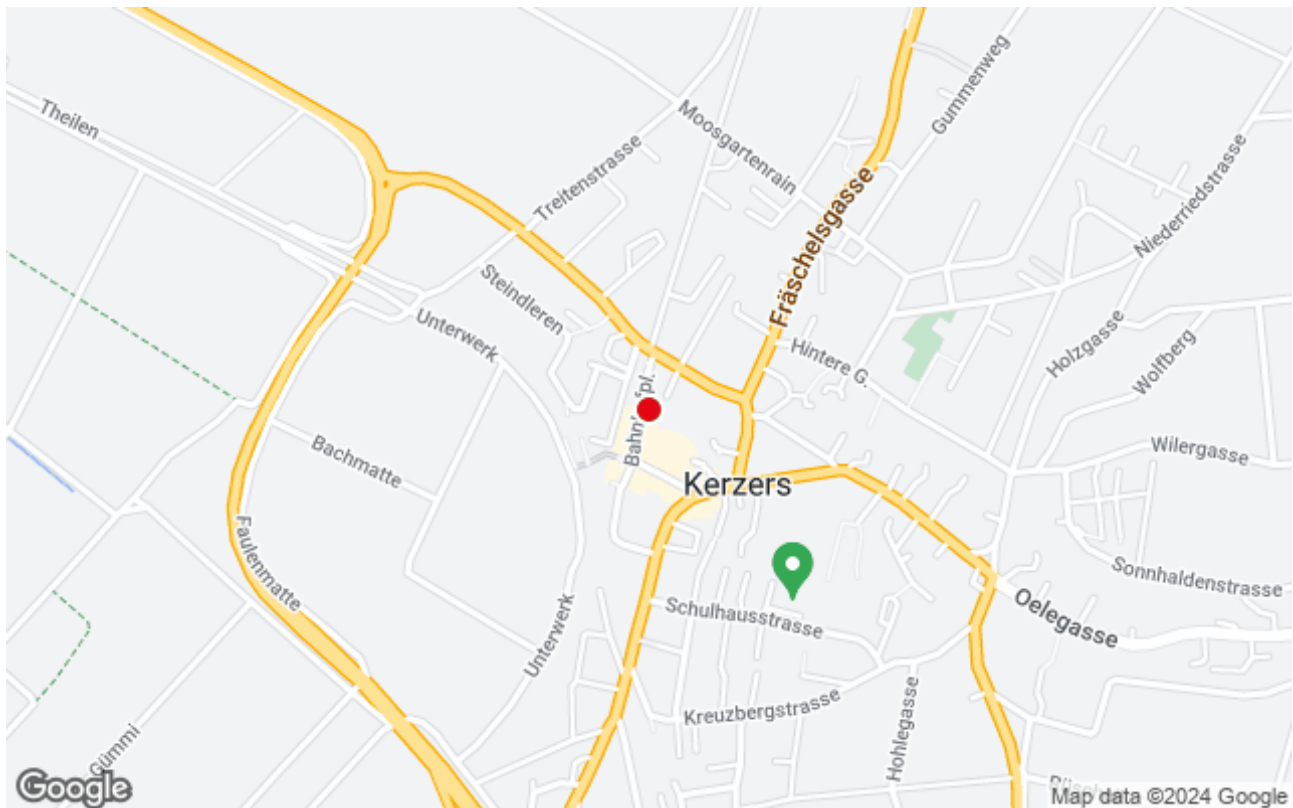 Theilen
Moosgartenrain
Gummenweg
Treitenstrasse
Niederriedstrasse
Fräschelsgasse
Steindleren
Unterwerk
Hintere G.
Holzgasse
Wolfberg
Wilergasse
Bachmatte
Kerzers
Faulenmatte
Sonnhaldenstrasse
Oelegasse
Schulhausstrasse
Unterwerk
Kreuzbergstrasse
Hohlegasse
Gümmi
Google
Map data ©2024 Google